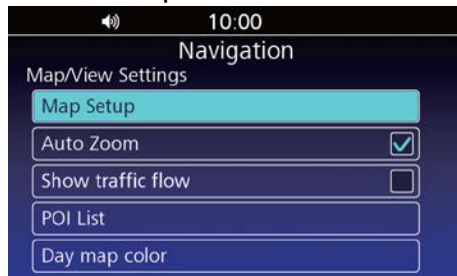 10:00
Navigation
Map/View Settings
Map Setup
Auto Zoom
Show traffic flow
POI List
Day map color